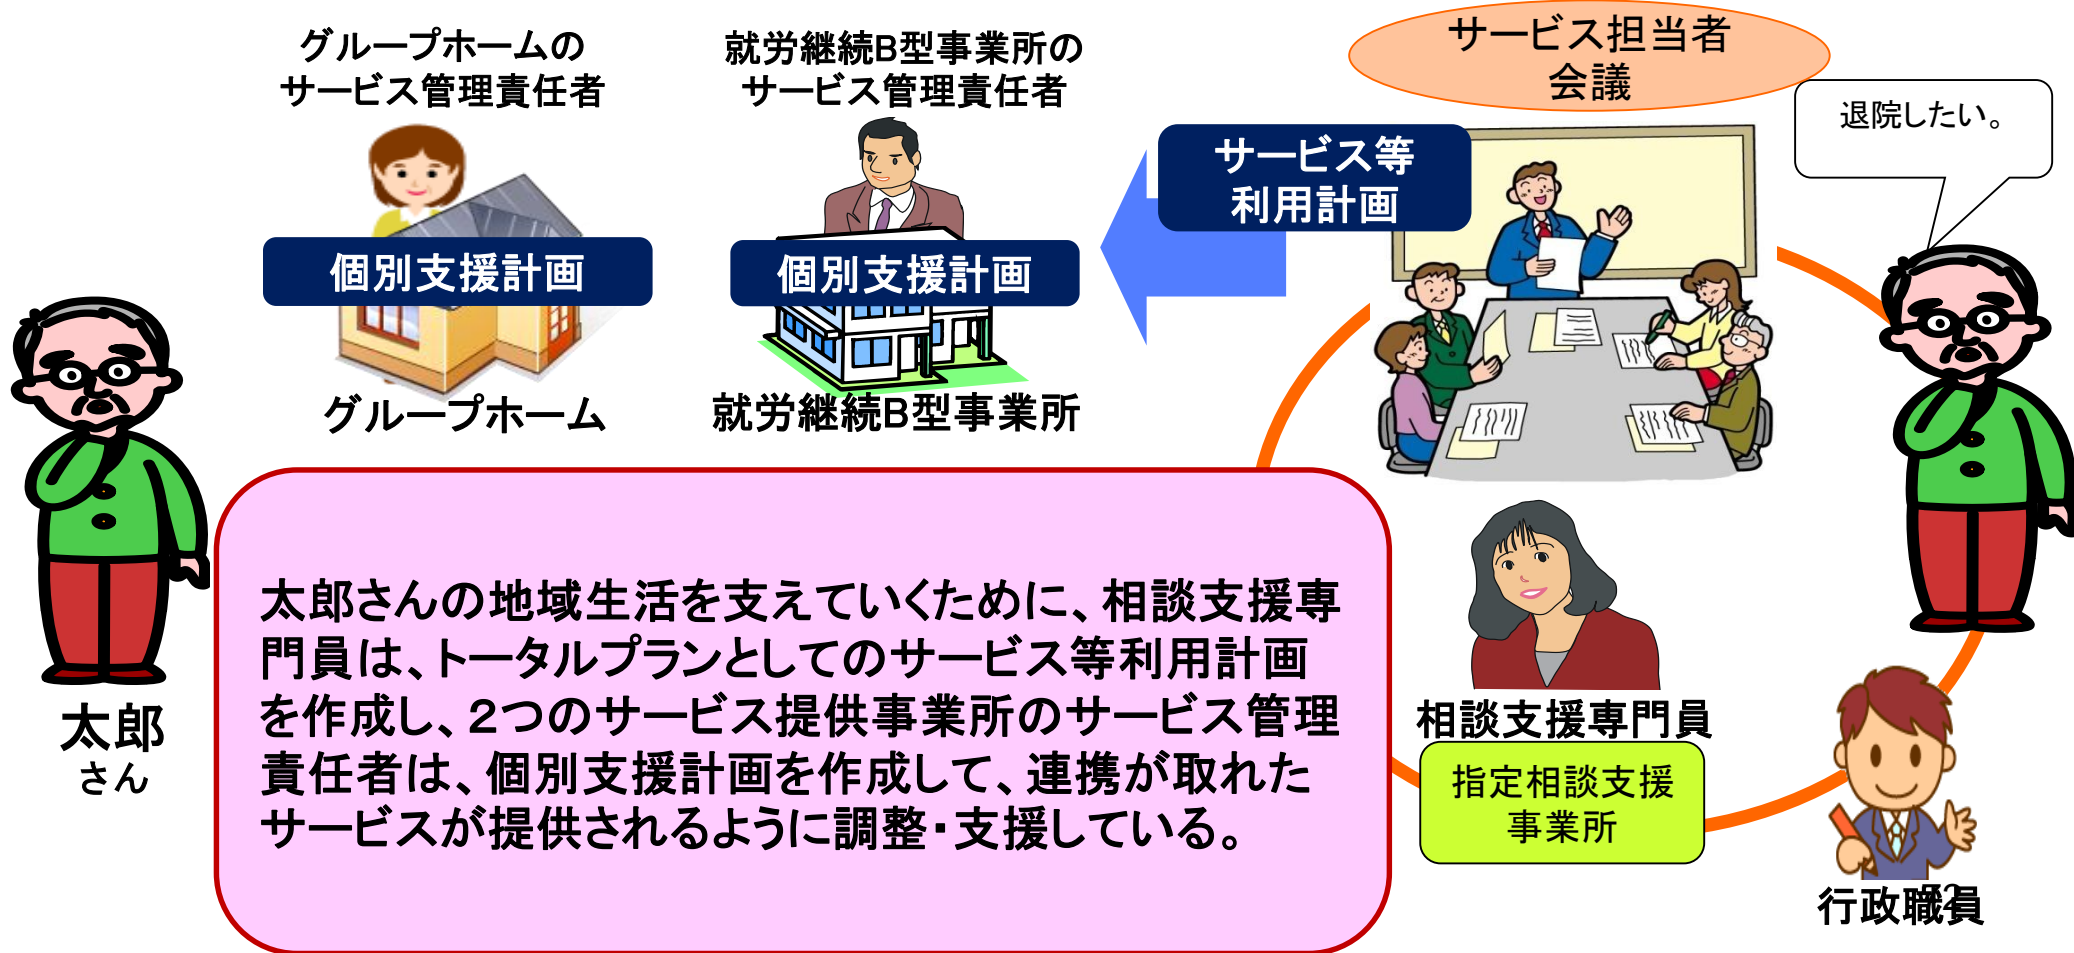 グループホームの
サービス管理責任者
就労継続B型事業所の
サービス管理責任者
サービス担当者
会議
退院したい。
サービス等
利用計画
個別支援計画
個別支援計画
グループホーム
就労継続B型事業所
太郎さんの地域生活を支えていくために、相談支援専
門員は、トータルプランとしてのサービス等利用計画
を作成し、２つのサービス提供事業所のサービス管理
責任者は、個別支援計画を作成して、連携が取れた
サービスが提供されるように調整・支援している。
太郎
さん
相談支援専門員
指定相談支援
事業所
行政職員
72